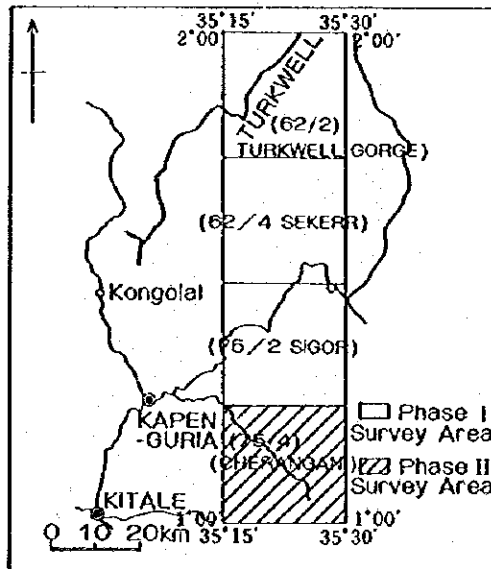 35°15′ 35°30′
2°00′ 2°00′
TURKWELL
(62/2)
TURKWELL GORGE)
(62/4 SEKERR)
Kongolai
(76/2 SIGOR)
KAPEN
-GURIA (75/4)
(CHERANGANI)
Phase I
Survey Area
Phase II
Survey Area
KITALE
0 10 20km
1°00′ 1°00′
35°15′ 35°30′